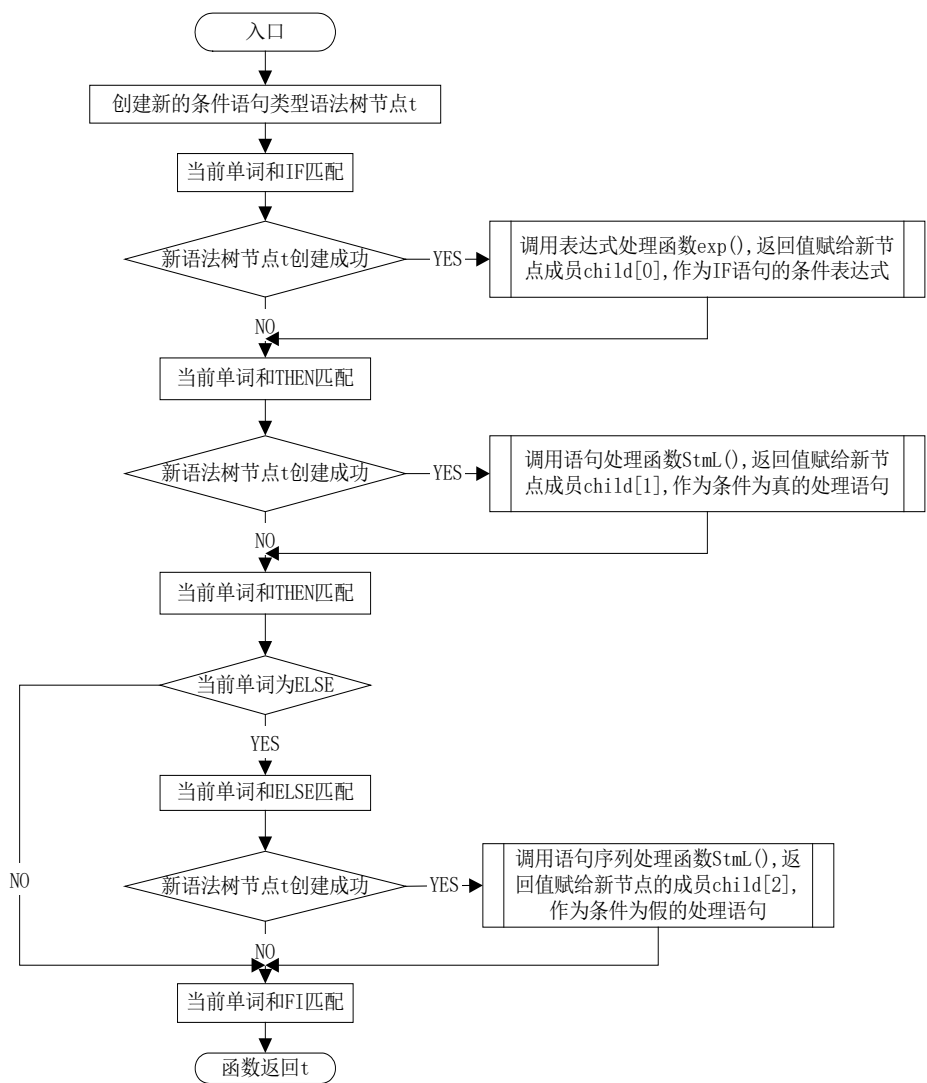 入口
创建新的条件语句类型语法树节点t
当前单词和IF匹配
新语法树节点t创建成功
YES
调用表达式处理函数exp(),返回值赋给新节
点成员child[0],作为IF语句的条件表达式
NO
当前单词和THEN匹配
新语法树节点t创建成功
YES
调用语句处理函数StmL(),返回值赋给新节
点成员child[1],作为条件为真的处理语句
NO
当前单词和THEN匹配
当前单词为ELSE
YES
当前单词和ELSE匹配
NO
新语法树节点t创建成功
YES
调用语句序列处理函数StmL(),返
回值赋给新节点的成员child[2],
作为条件为假的处理语句
NO
当前单词和FI匹配
函数返回t